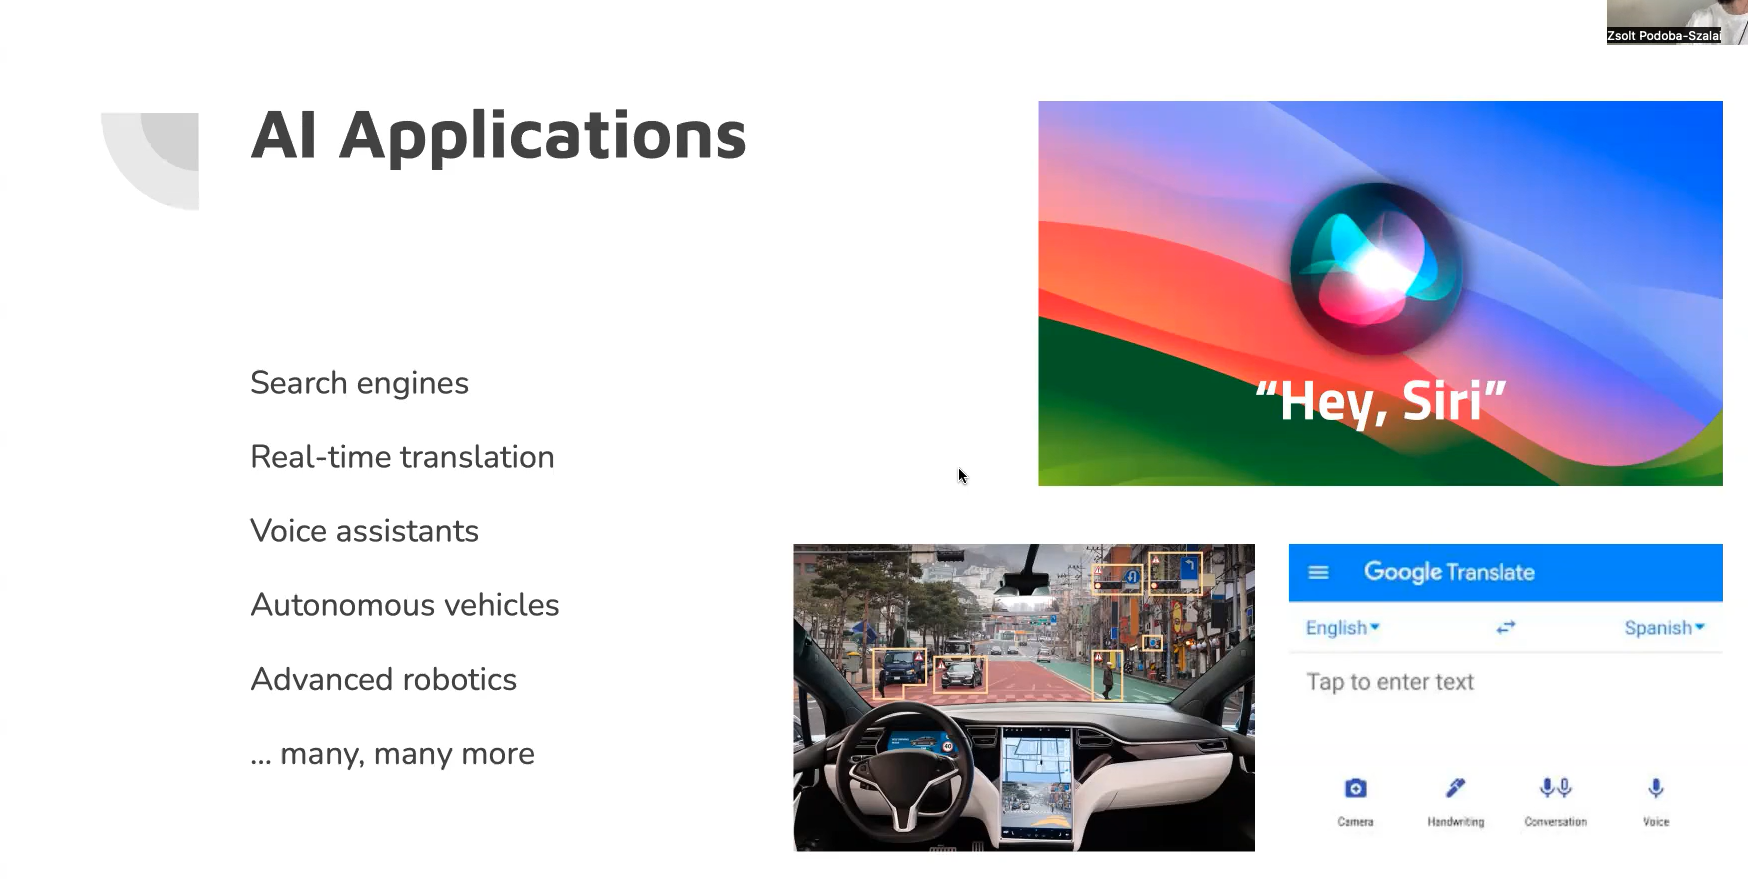 Zsolt Podoba-Szalai
AI Applications
Search engines
Real-time translation
Voice assistants
Autonomous vehicles
Advanced robotics
... many, many more
“Hey, Siri”
40
Google Translate
English
Spanish
Tap to enter text
Camera
Handwriting
Conversation
Voice